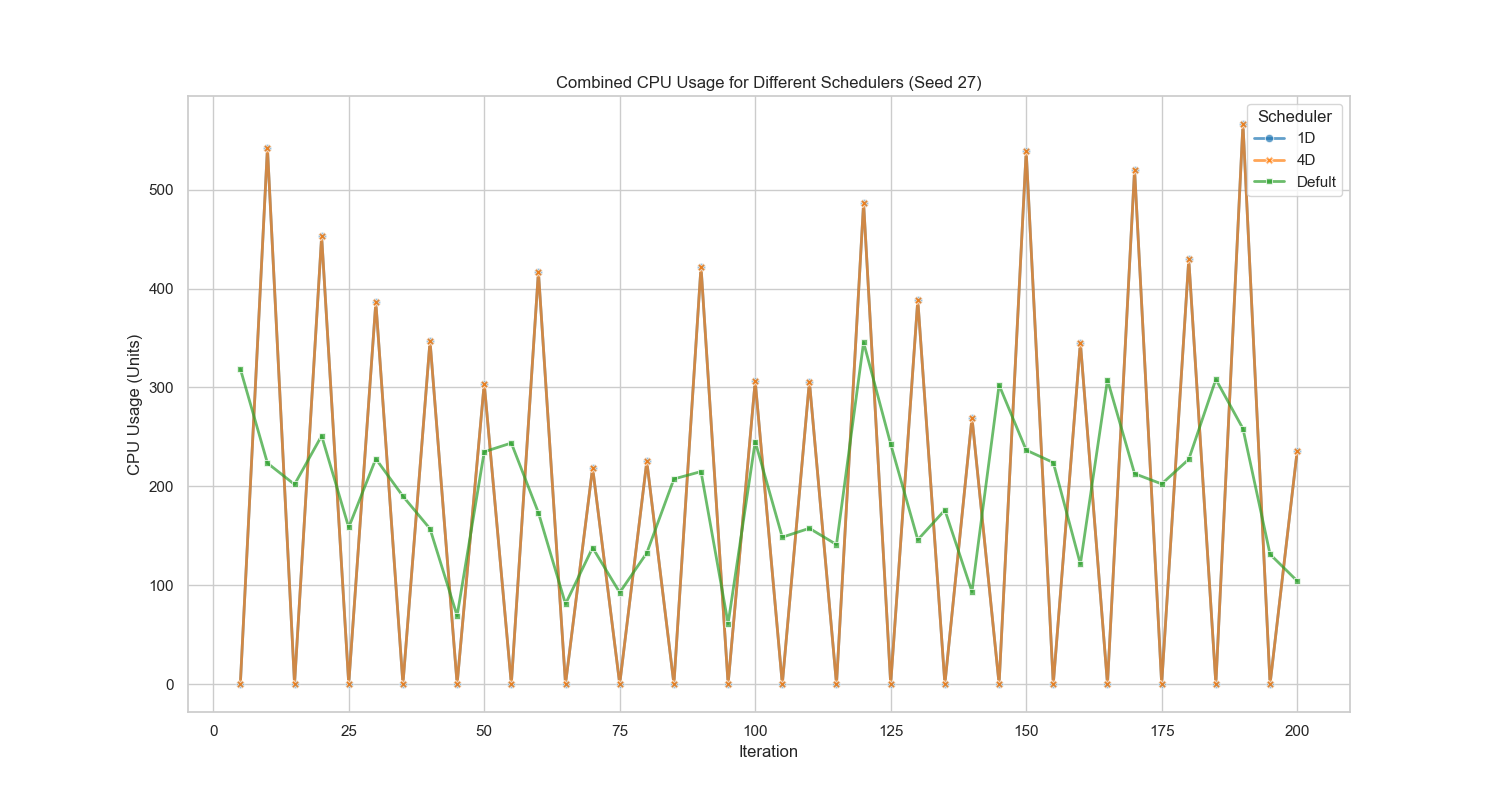 Combined CPU Usage for Different Schedulers (Seed 27)
Scheduler
1D
4D
Defult
CPU Usage (Units)
500
400
300
200
100
0
0 25 50 75 100 125 150 175 200
Iteration